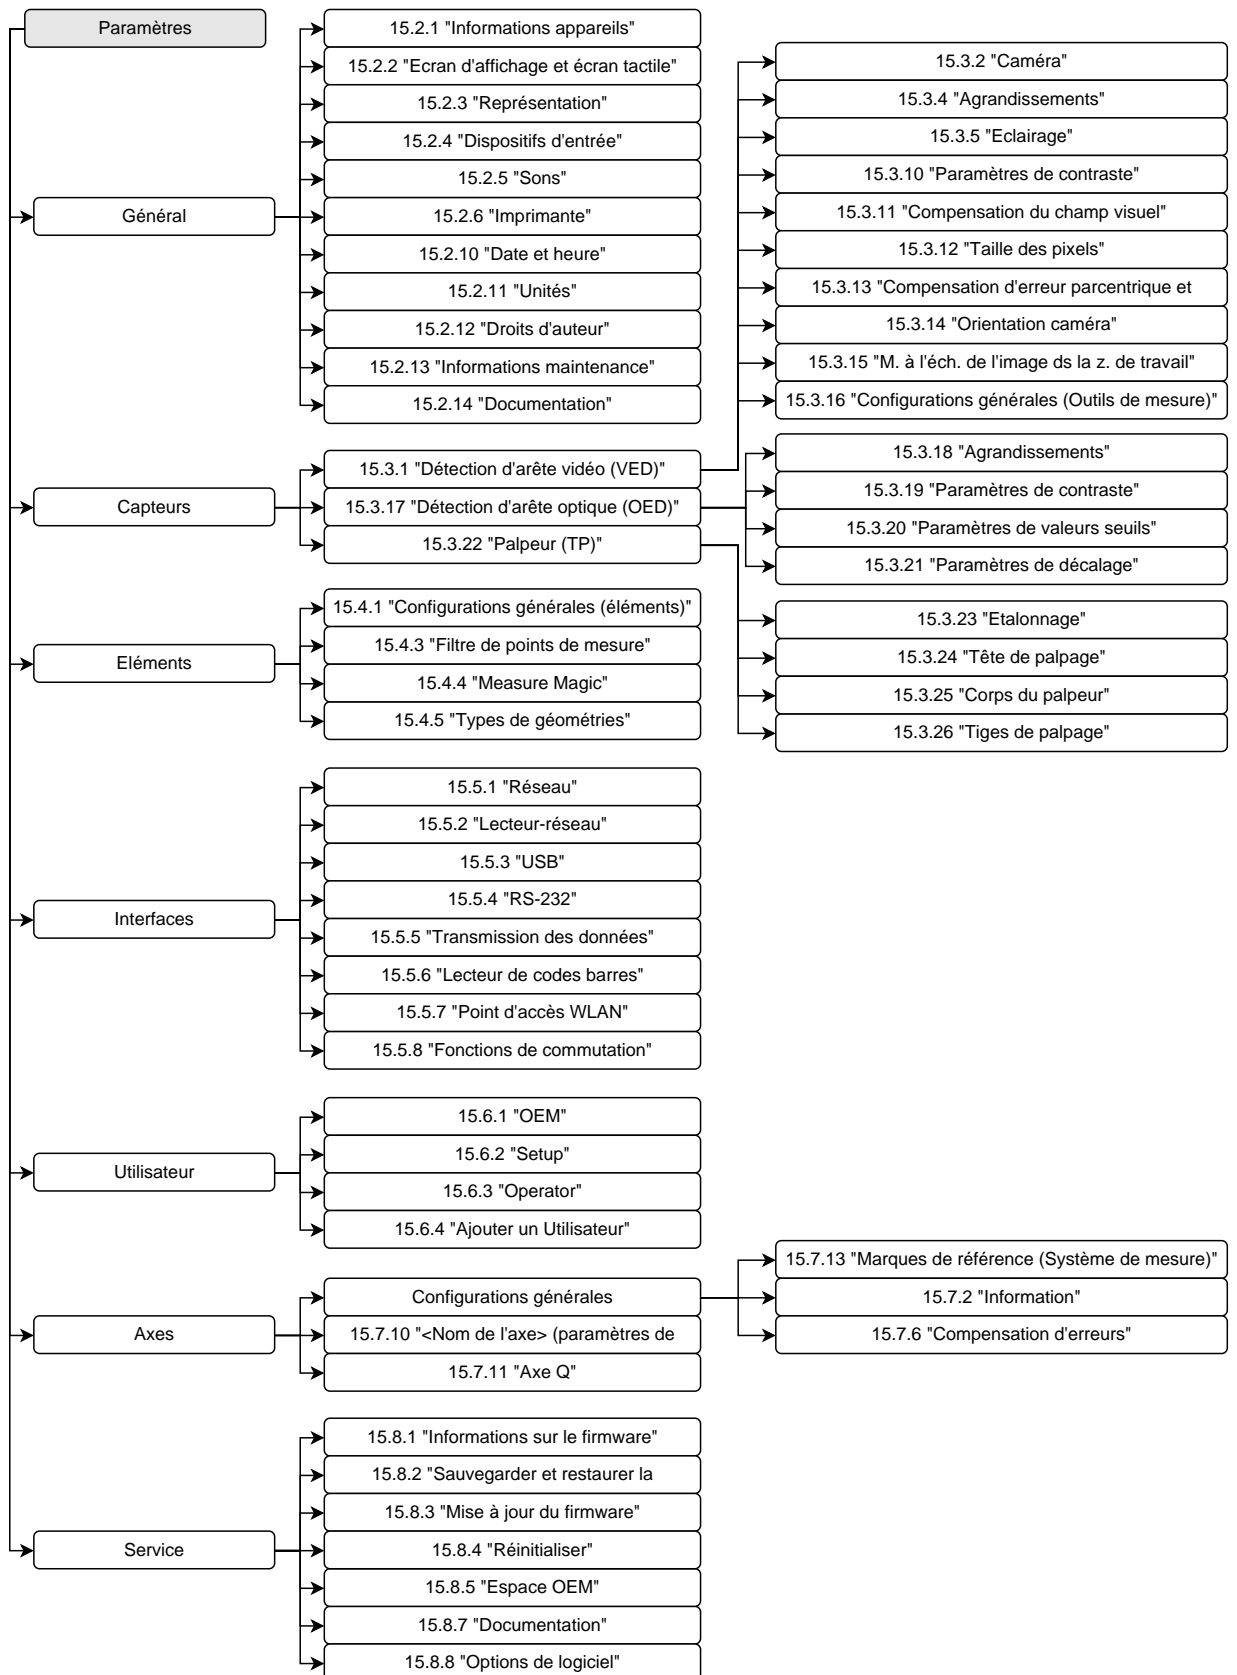 Paramètres
Général
15.2.1 "Informations appareils"
15.2.2 "Ecran d'affichage et écran tactile"
15.2.3 "Représentation"
15.2.4 "Dispositifs d'entrée"
15.2.5 "Sons"
15.2.6 "Imprimante"
15.2.10 "Date et heure"
15.2.11 "Unités"
15.2.12 "Droits d'auteur"
15.2.13 "Informations maintenance"
15.2.14 "Documentation"
Capteurs
15.3.1 "Détection d'arête vidéo (VED)"
15.3.17 "Détection d'arête optique (OED)"
15.3.22 "Palpeur (TP)"
15.3.2 "Caméra"
15.3.4 "Agrandissements"
15.3.5 "Eclairage"
15.3.10 "Paramètres de contraste"
15.3.11 "Compensation du champ visuel"
15.3.12 "Taille des pixels"
15.3.13 "Compensation d'erreur parcentrique et
15.3.14 "Orientation caméra"
15.3.15 "M. à l'éch. de l'image ds la z. de travail"
15.3.16 "Configurations générales (Outils de mesure)"
15.3.18 "Agrandissements"
15.3.19 "Paramètres de contraste"
15.3.20 "Paramètres de valeurs seuils"
15.3.21 "Paramètres de décalage"
15.3.23 "Etalonnage"
15.3.24 "Tête de palpage"
15.3.25 "Corps du palpeur"
15.3.26 "Tiges de palpage"
Eléments
15.4.1 "Configurations générales (éléments)"
15.4.3 "Filtre de points de mesure"
15.4.4 "Measure Magic"
15.4.5 "Types de géométries"
Interfaces
15.5.1 "Réseau"
15.5.2 "Lecteur-réseau"
15.5.3 "USB"
15.5.4 "RS-232"
15.5.5 "Transmission des données"
15.5.6 "Lecteur de codes barres"
15.5.7 "Point d'accès WLAN"
15.5.8 "Fonctions de commutation"
Utilisateur
15.6.1 "OEM"
15.6.2 "Setup"
15.6.3 "Operator"
15.6.4 "Ajouter un Utilisateur"
Axes
Configurations générales
15.7.10 "<Nom de l'axe> (paramètres de
15.7.11 "Axe Q"
15.7.13 "Marques de référence (Système de mesure)"
15.7.2 "Information"
15.7.6 "Compensation d'erreurs"
Service
15.8.1 "Informations sur le firmware"
15.8.2 "Sauvegarder et restaurer la
15.8.3 "Mise à jour du firmware"
15.8.4 "Réinitialiser"
15.8.5 "Espace OEM"
15.8.7 "Documentation"
15.8.8 "Options de logiciel"